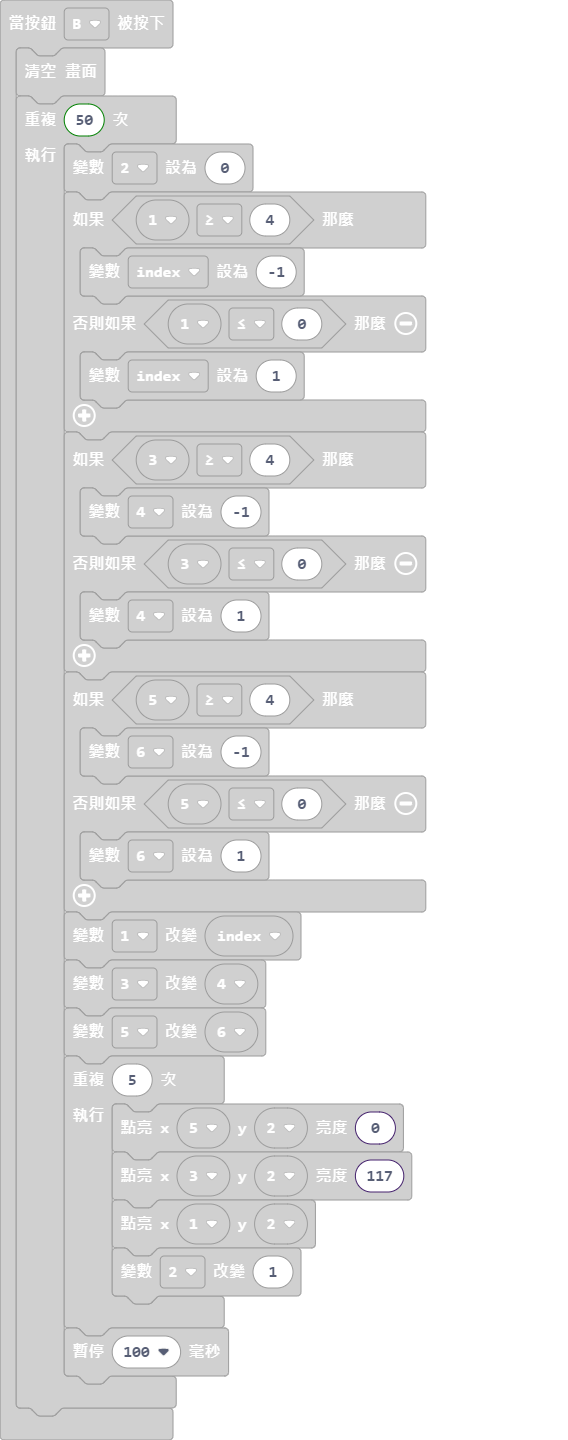 當按鈕 B 被按下
清空 畫面
重複 50 次
執行
變數 2 設為 0
如果 1 ≥ 4 那麼
變數 index 設為 -1
否則如果 1 ≤ 0 那麼
變數 index 設為 1
如果 3 ≥ 4 那麼
變數 4 設為 -1
否則如果 3 ≤ 0 那麼
變數 4 設為 1
如果 5 ≥ 4 那麼
變數 6 設為 -1
否則如果 5 ≤ 0 那麼
變數 6 設為 1
變數 1 改變 index
變數 3 改變 4
變數 5 改變 6
重複 5 次
執行
點亮 x 5 y 2 亮度 0
點亮 x 3 y 2 亮度 117
點亮 x 1 y 2
變數 2 改變 1
暫停 100 毫秒